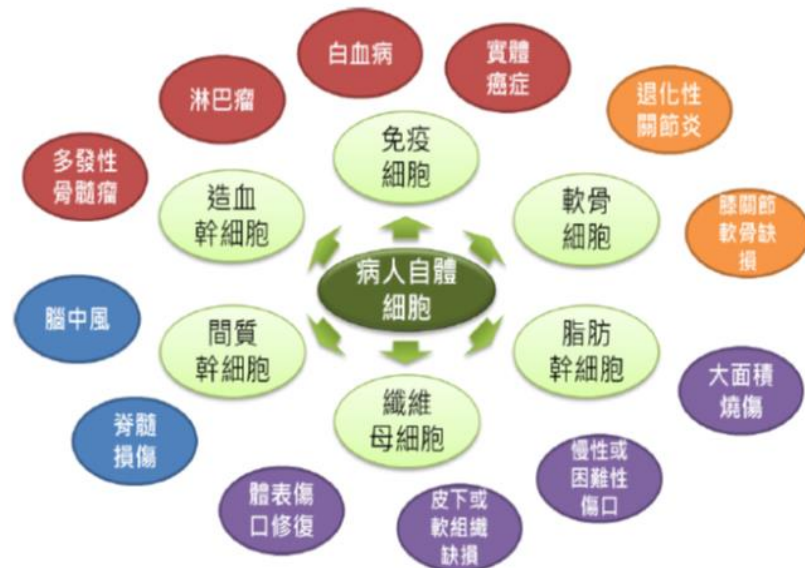 白血病
實體
癌症
淋巴瘤
退化性
關節炎
免疫
細胞
多發性
骨髓瘤
造血
幹細胞
軟骨
細胞
膝關節
軟骨缺
損
病人自體
細胞
腦中風
間質
幹細胞
脂肪
幹細胞
大面積
燒傷
纖維
母細胞
脊髓
損傷
慢性或
困難性
傷口
體表傷
口修復
皮下或
軟組織
缺損